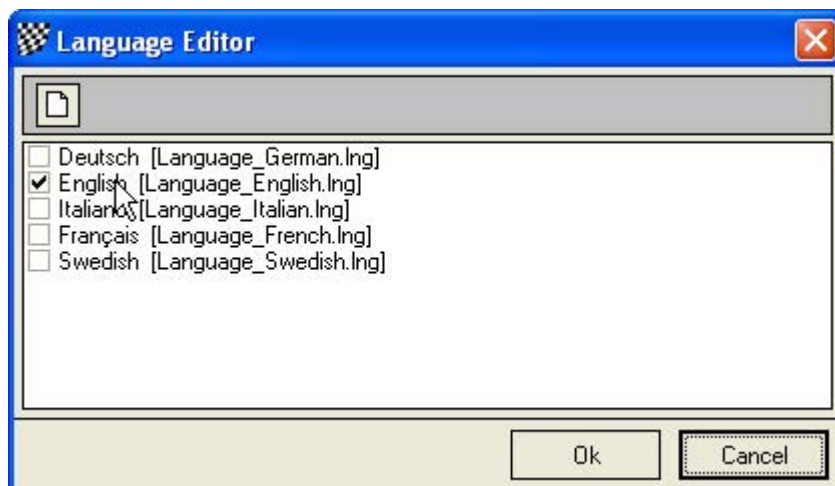 Language Editor
Deutsch [Language_German.lng]
English [Language_English.lng]
Italiano [Language_Italian.lng]
Français [Language_French.lng]
Swedish [Language_Swedish.lng]
Ok Cancel